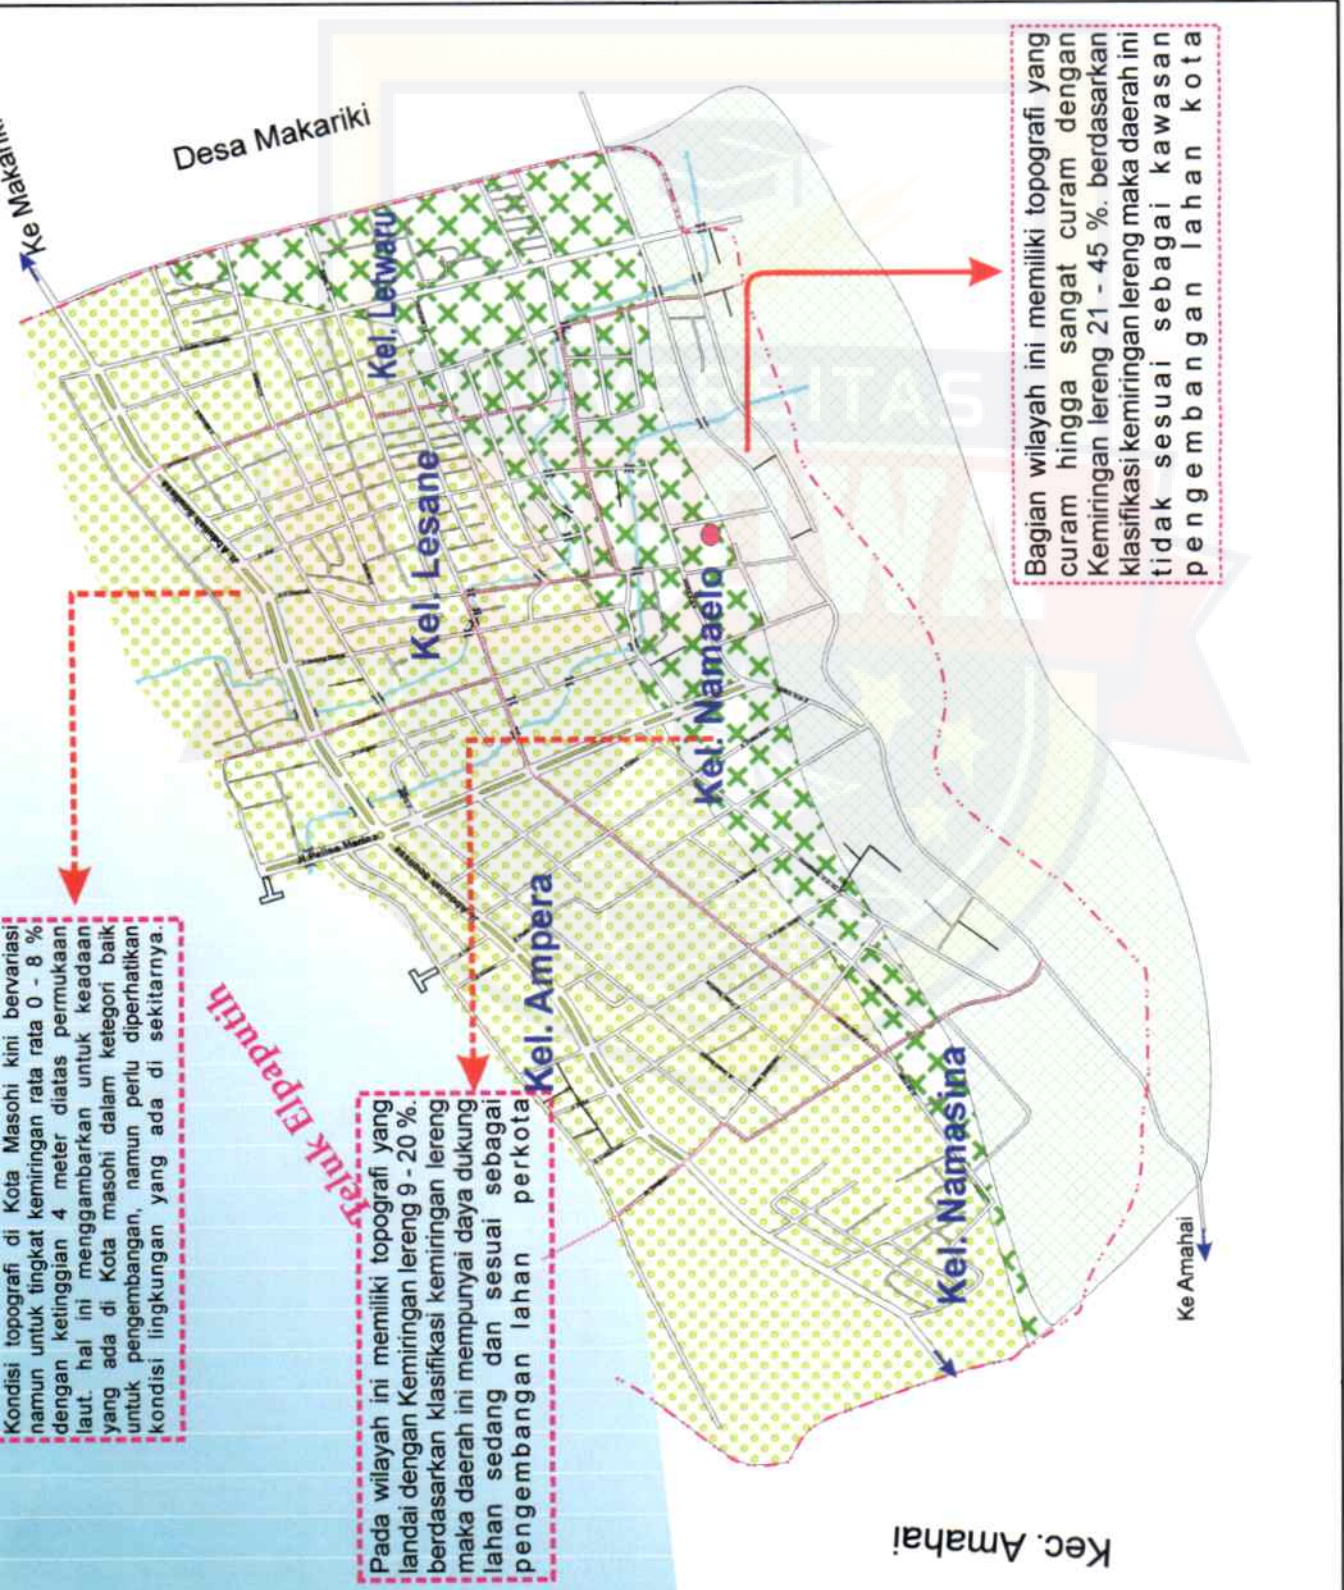 Ke Makariki
Desa Makariki
Kel. Letwaru
Kel. Lesane
Kel. Namaelo
Kel. Ampera
Kel. Namasina
Teluk Elpaputih
Ke Amahai
Kec. Amahai
Kondisi topografi di Kota Masohi kini bervariasi
namun untuk tingkat kemiringan rata rata 0 - 8 %
dengan ketinggian 4 meter diatas permukaan
laut. hal ini menggambarkan untuk keadaan
yang ada di Kota masohi dalam ketegori baik
untuk pengembangan, namun perlu diperhatikan
kondisi lingkungan yang ada di sekitarnya.
Pada wilayah ini memiliki topografi yang
landai dengan Kemiringan lereng 9 - 20 %.
berdasarkan klasifikasi kemiringan lereng
maka daerah ini mempunyai daya dukung
lahan sedang dan sesuai sebagai
pengembangan lahan perkota
Bagian wilayah ini memiliki topografi yang
curam hingga sangat curam dengan
Kemiringan lereng 21 - 45 %. berdasarkan
klasifikasi kemiringan lereng maka daerah ini
tidak sesuai sebagai kawasan
pengembangan lahan kota
UNIVERSITAS